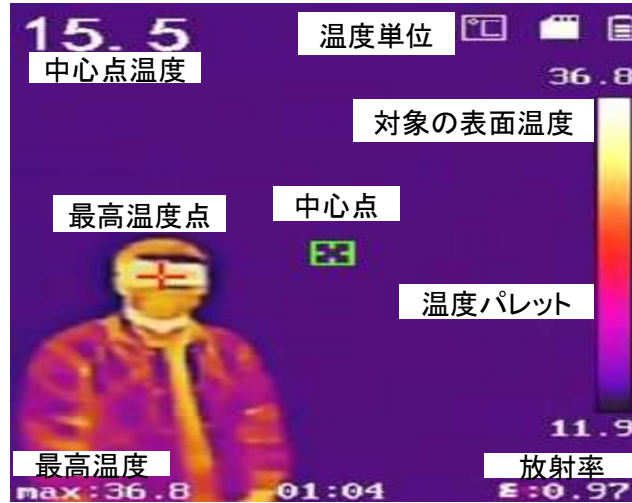 15.5
温度単位 °C
中心点温度
36.8
対象の表面温度
最高温度点
中心点
温度パレット
11.9
最高温度
放射率
max:36.8 01:04 ε:0.97